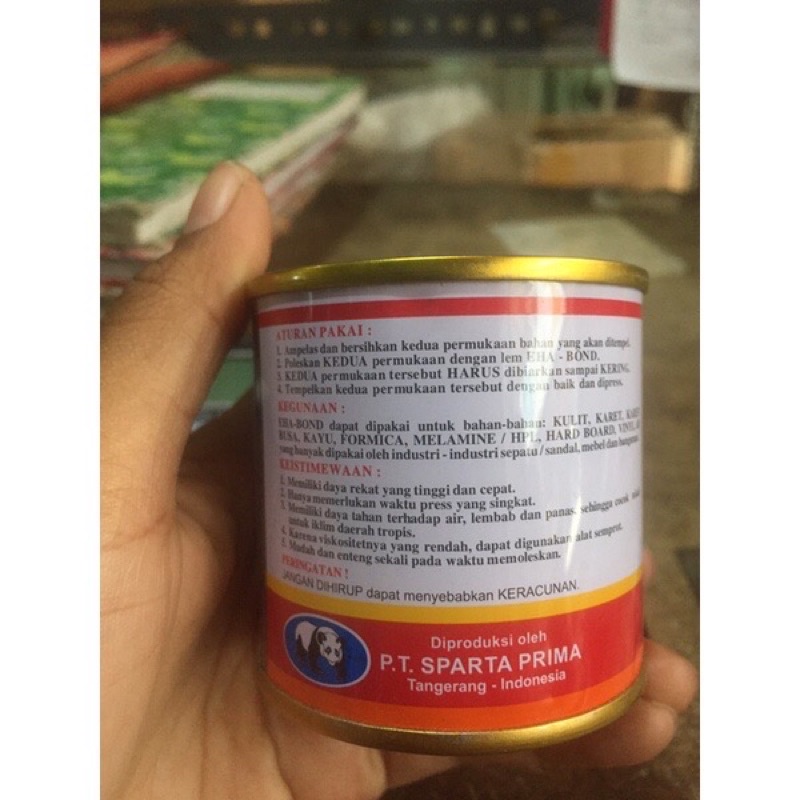 ATURAN PAKAI :
1. Ampelas dan bersihkan kedua permukaan bahan yang akan ditempel.
2. Poleskan KEDUA permukaan dengan lem EHA - BOND.
3. KEDUA permukaan tersebut HARUS dibiarkan sampai KERING.
4. Tempelkan kedua permukaan tersebut dengan baik dan dipress.
KEGUNAAN :
EHA-BOND dapat dipakai untuk bahan-bahan: KULIT, KARET,
BUSA, KAYU, FORMICA, MELAMINE / HPL, HARD BOARD, VINYL,
yang banyak dipakai oleh industri - industri sepatu / sandal, mebel dan bangunan
KEISTIMEWAAN :
1. Memiliki daya rekat yang tinggi dan cepat.
2. Hanya memerlukan waktu press yang singkat.
3. Memiliki daya tahan terhadap air, lembab dan panas. sehingga cocok
untuk iklim daerah tropis.
4. Karena viskositetnya yang rendah, dapat digunakan alat semprot.
5. Mudah dan enteng sekali pada waktu memoleskan.
PERINGATAN !
JANGAN DIHIRUP dapat menyebabkan KERACUNAN.
Diproduksi oleh
P.T. SPARTA PRIMA
Tangerang - Indonesia